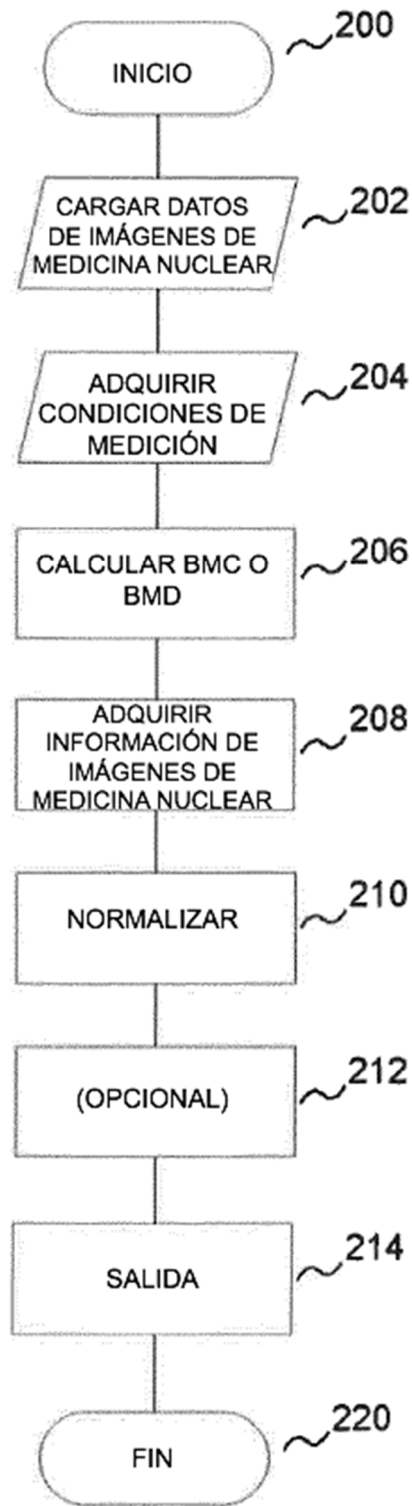 200
INICIO
202
CARGAR DATOS
DE IMÁGENES DE
MEDICINA NUCLEAR
204
ADQUIRIR
CONDICIONES DE
MEDICIÓN
206
CALCULAR BMC O
BMD
208
ADQUIRIR
INFORMACIÓN DE
IMÁGENES DE
MEDICINA NUCLEAR
210
NORMALIZAR
212
(OPCIONAL)
214
SALIDA
220
FIN